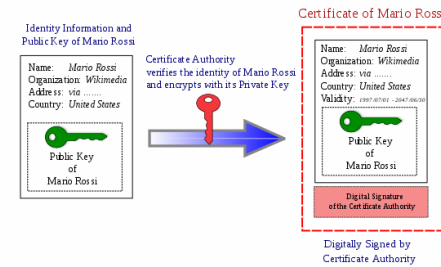 Identity Information and
Public Key of Mario Rossi
Name: Mario Rossi
Organization: Wikimedia
Address: via .......
Country: United States
Public Key
of
Mario Rossi
Certificate Authority
verifies the identity of Mario Rossi
and encrypts with its Private Key
Certificate of Mario Rossi
Name: Mario Rossi
Organization: Wikimedia
Address: via .......
Country: United States
Validity: 1997/07/01 - 2047/06/30
Public Key
of
Mario Rossi
Digital Signature
of the Certificate Authority
Digitally Signed by
Certificate Authority